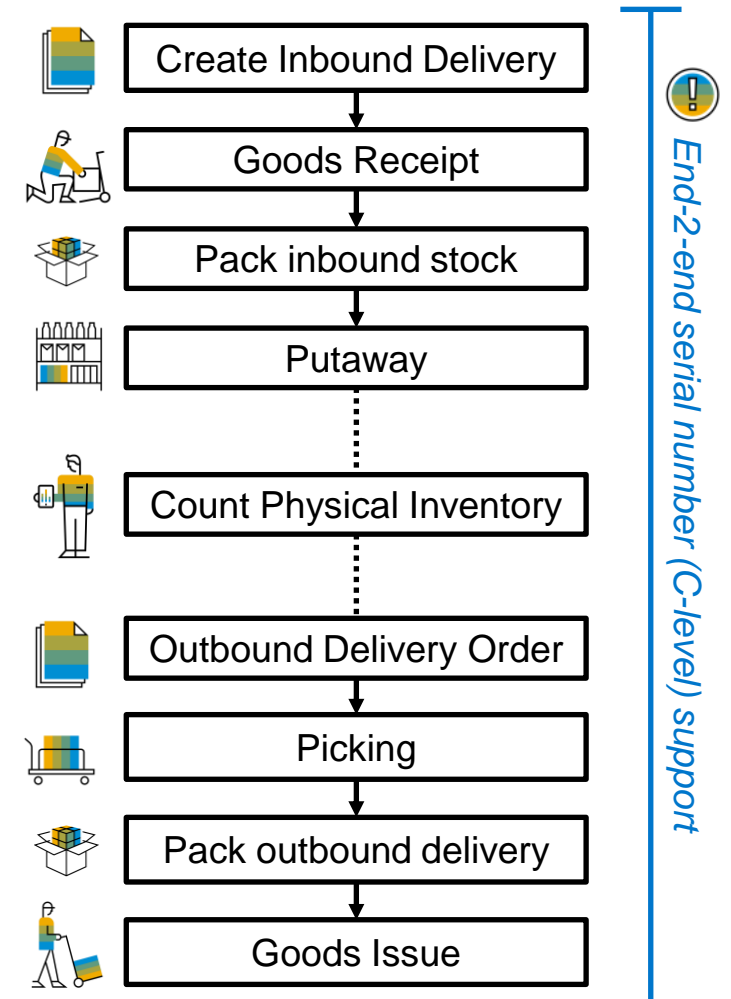 Create Inbound Delivery
Goods Receipt
Pack inbound stock
Putaway
Count Physical Inventory
Outbound Delivery Order
Picking
Pack outbound delivery
Goods Issue
End-2-end serial number (C-level) support